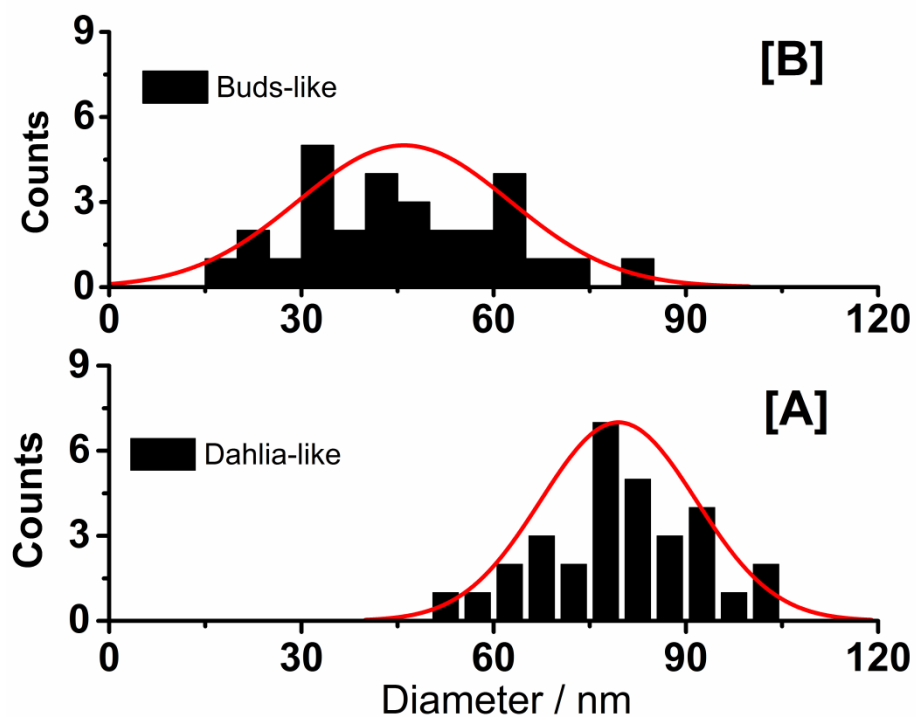 9
[B]
Buds-like
6
Counts
3
0
0 30 60 90 120
9
[A]
Dahlia-like
6
Counts
3
0
0 30 60 90 120
Diameter / nm